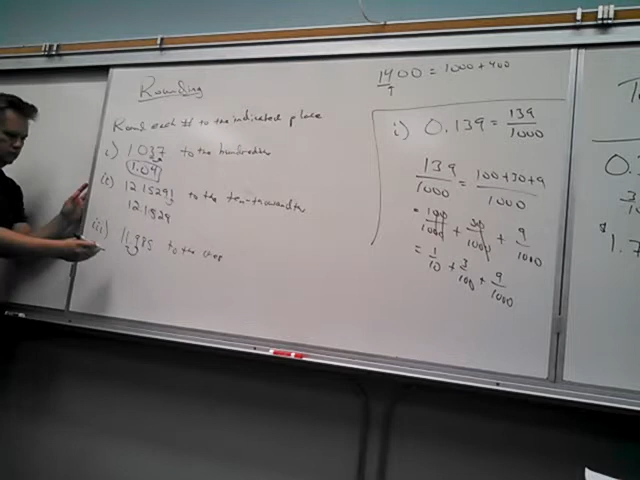 Rounding
Round each # to the indicated place
i) 1.037 to the hundredths
1.04
ii) 12.15291 to the ten-thousandths
12.1529
iii) 11.985 to the ones
1400 = 1000 + 400
i) 0.139 = 139/1000
139/1000 = 100+30+9/1000
= 100/1000 + 30/1000 + 9/1000
= 1/10 + 3/100 + 9/1000